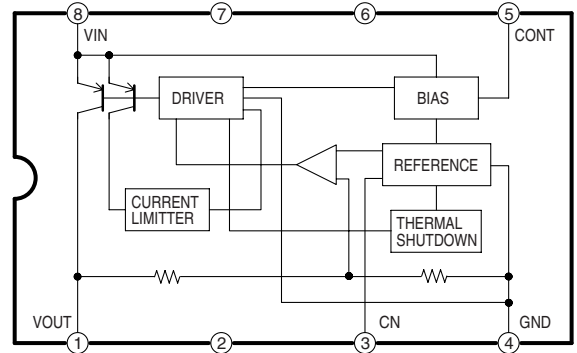 8 7 6 5
VIN CONT
DRIVER BIAS
REFERENCE
CURRENT
LIMITTER
THERMAL
SHUTDOWN
VOUT CN GND
1 2 3 4